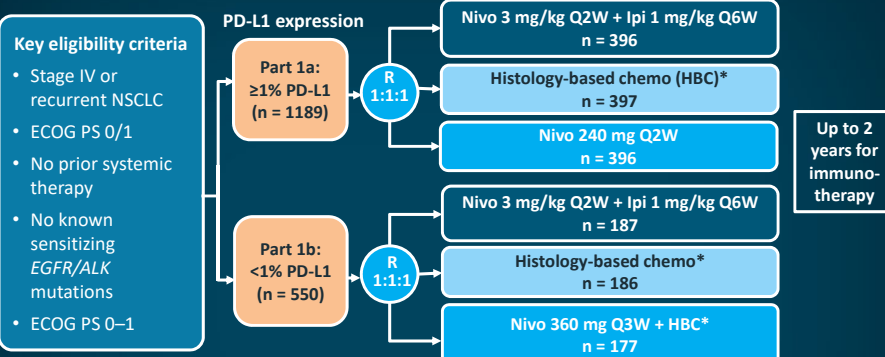 Key eligibility criteria
• Stage IV or
recurrent NSCLC
• ECOG PS 0/1
• No prior systemic
therapy
• No known
sensitizing
EGFR/ALK
mutations
• ECOG PS 0–1
PD-L1 expression
Part 1a:
≥1% PD-L1
(n = 1189)
R
1:1:1
Nivo 3 mg/kg Q2W + Ipi 1 mg/kg Q6W
n = 396
Histology-based chemo (HBC)*
n = 397
Nivo 240 mg Q2W
n = 396
Part 1b:
<1% PD-L1
(n = 550)
R
1:1:1
Nivo 3 mg/kg Q2W + Ipi 1 mg/kg Q6W
n = 187
Histology-based chemo*
n = 186
Nivo 360 mg Q3W + HBC*
n = 177
Up to 2
years for
immuno-
therapy